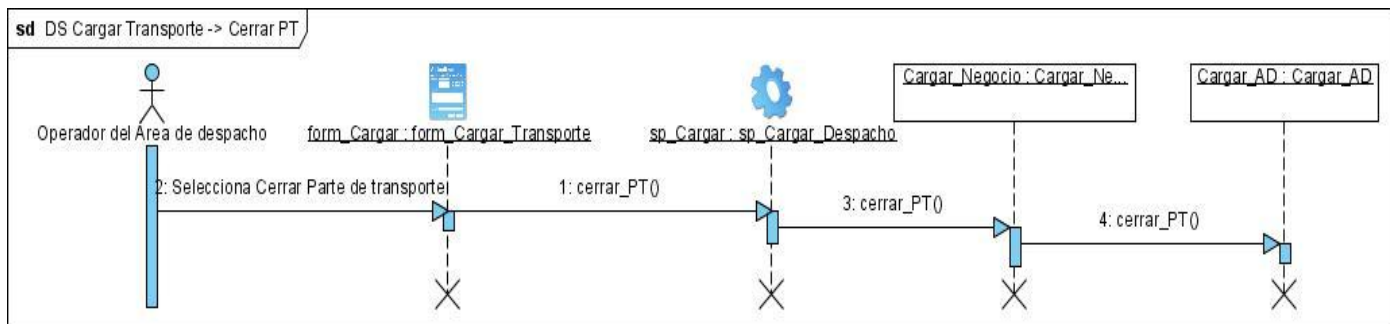 sd DS Cargar Transporte -> Cerrar PT
Operador del Área de despacho
form_Cargar : form_Cargar_Transporte
sp_Cargar : sp_Cargar_Despacho
Cargar_Negocio : Cargar_Ne...
Cargar_AD : Cargar_AD
2: Selecciona Cerrar Parte de transporte
1: cerrar_PT()
3: cerrar_PT()
4: cerrar_PT()